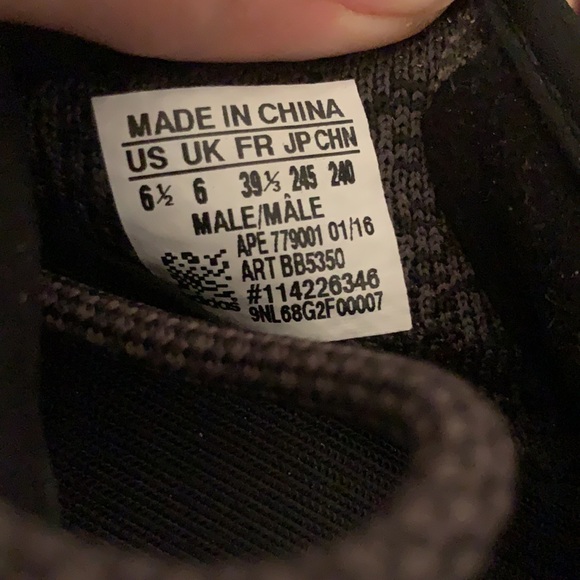 MADE IN CHINA
US UK FR JP CHN
6½ 6 39⅓ 245 240
MALE/MÂLE
APE 779001 01/16
ART BB5350
#114226346
9NL68G2F00007